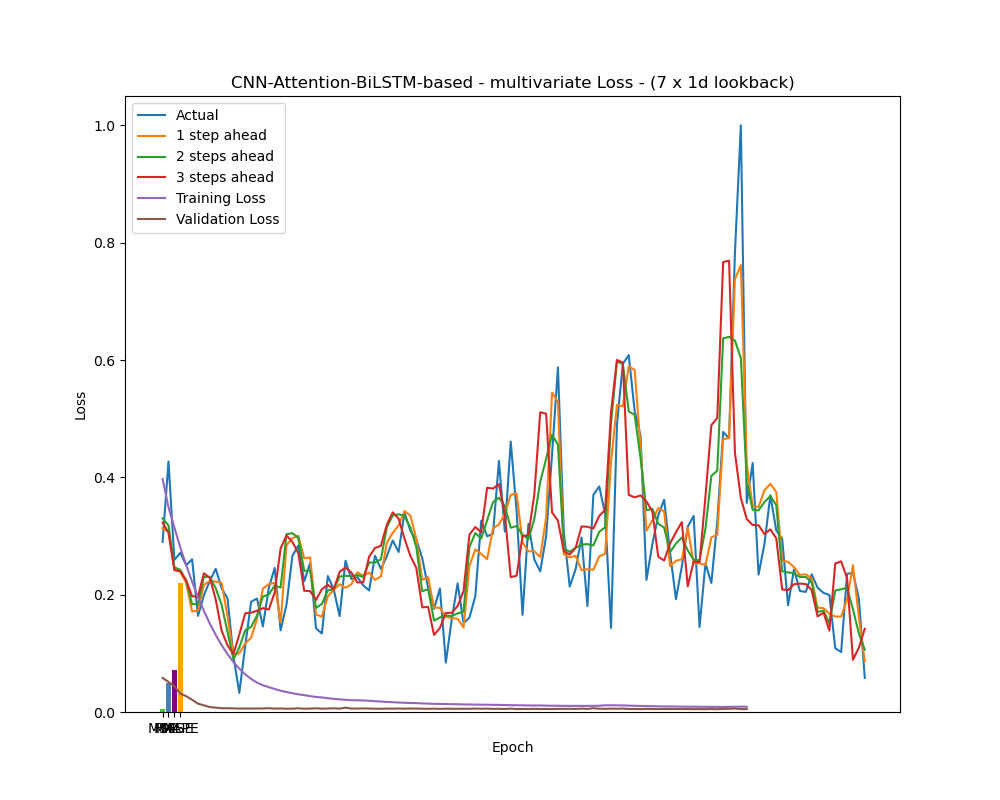 CNN-Attention-BiLSTM-based - multivariate Loss - (7 x 1d lookback)
Actual
1 step ahead
2 steps ahead
3 steps ahead
Training Loss
Validation Loss
1.0
0.8
0.6
0.4
0.2
0.0
Loss
Epoch